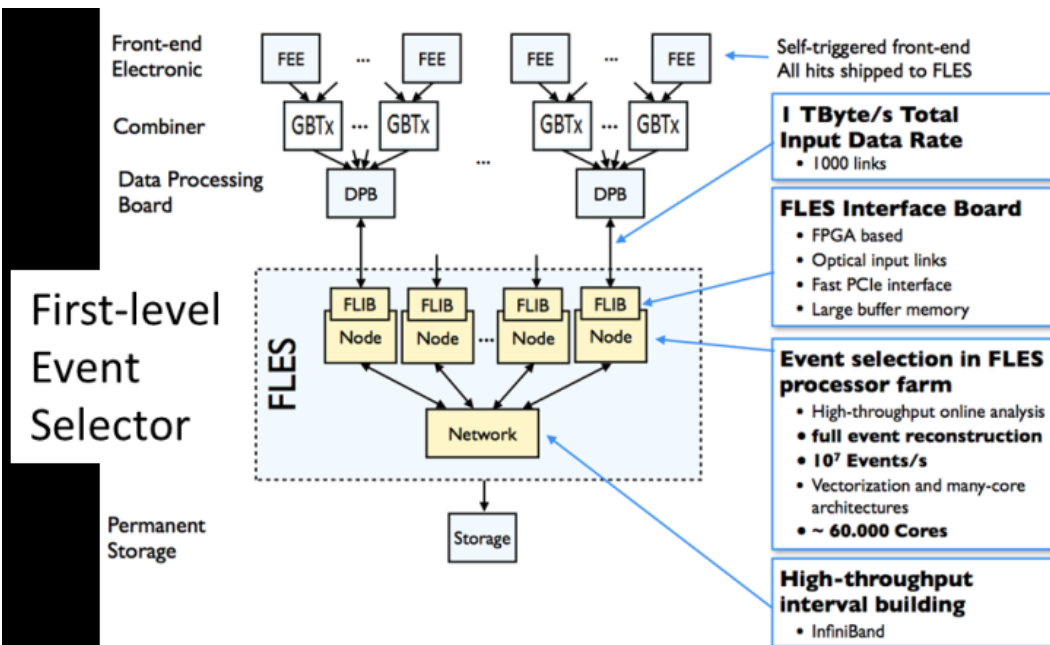 Front-end
Electronic
FEE ... FEE ... FEE ... FEE
Self-triggered front-end
All hits shipped to FLES
Combiner
GBTx ... GBTx ... GBTx ... GBTx
Data Processing
Board
DPB DPB
1 TByte/s Total
Input Data Rate
• 1000 links
FLES Interface Board
• FPGA based
• Optical input links
• Fast PCIe interface
• Large buffer memory
First-level
Event
Selector
FLES
FLIB FLIB FLIB FLIB
Node Node ... Node Node
Network
Event selection in FLES
processor farm
• High-throughput online analysis
• full event reconstruction
• 10⁷ Events/s
• Vectorization and many-core
architectures
• ~ 60.000 Cores
Permanent
Storage
Storage
High-throughput
interval building
• InfiniBand